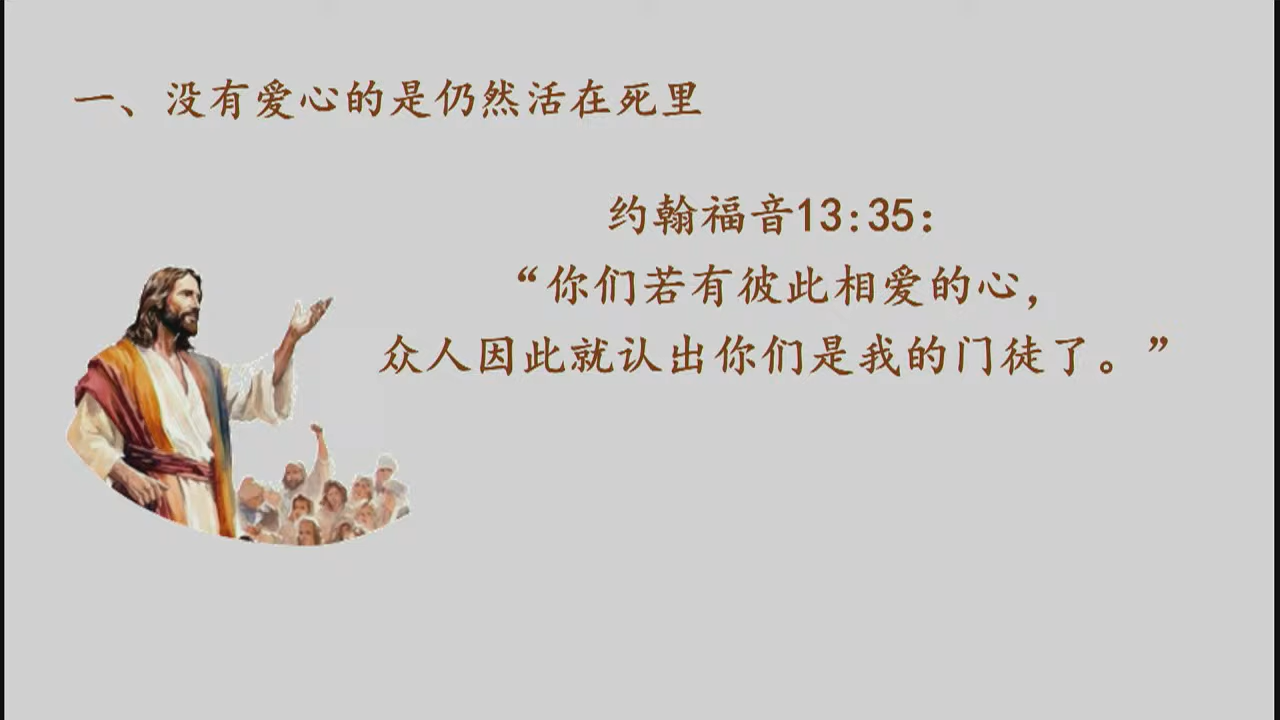 一、没有爱心的是仍然活在死里
约翰福音13:35：
“你们若有彼此相爱的心，
众人因此就认出你们是我的门徒了。”